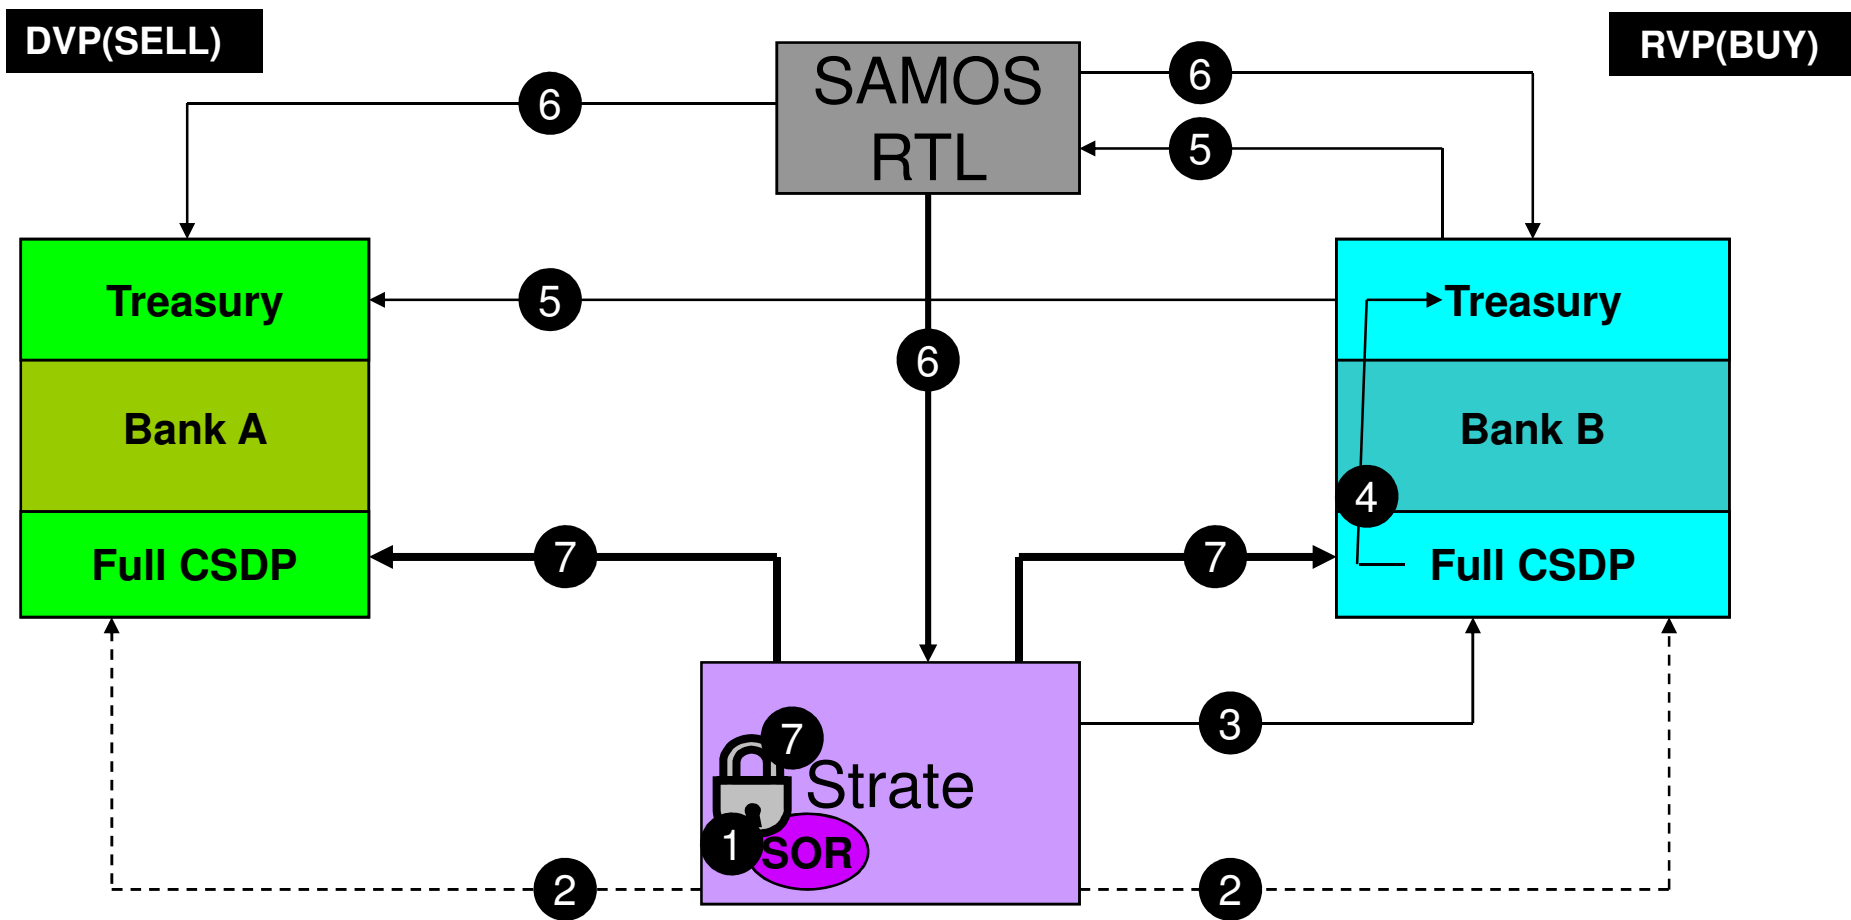 DVP(SELL)
RVP(BUY)
SAMOS
RTL
6
6
5
Treasury
5
Treasury
6
Bank A
Bank B
4
Full CSDP
7
7
Full CSDP
3
7
Strate
1
SOR
2
2